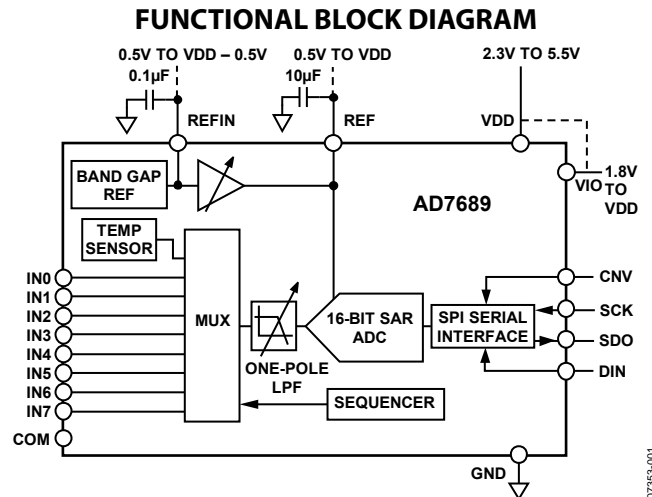 FUNCTIONAL BLOCK DIAGRAM
0.5V TO VDD – 0.5V
0.5V TO VDD
2.3V TO 5.5V
0.1µF
10µF
REFIN
REF
VDD
BAND GAP
REF
AD7689
VIO
1.8V
TO
VDD
TEMP
SENSOR
IN0
IN1
IN2
IN3
IN4
IN5
IN6
IN7
COM
MUX
ONE-POLE
LPF
16-BIT SAR
ADC
SPI SERIAL
INTERFACE
CNV
SCK
SDO
DIN
SEQUENCER
GND
07353-001